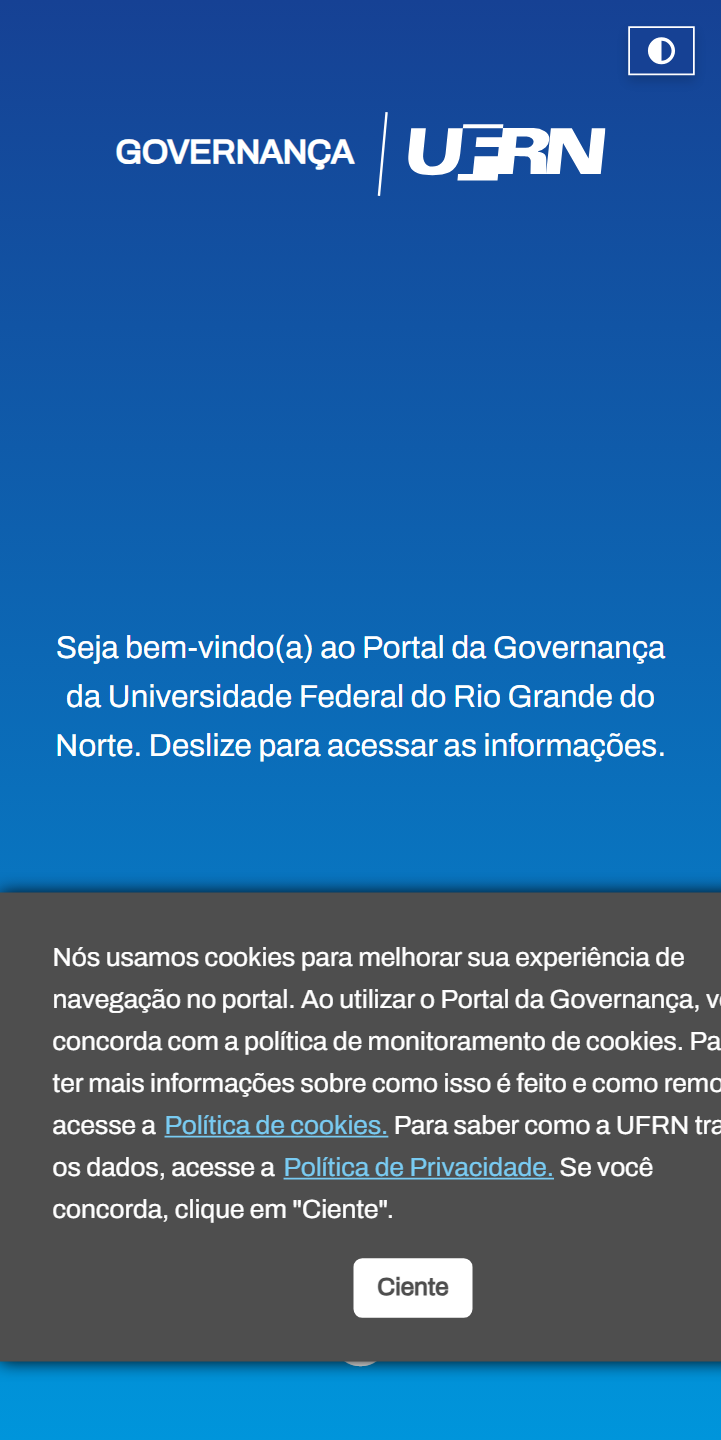 GOVERNANÇA
UFRN
Seja bem-vindo(a) ao Portal da Governança
da Universidade Federal do Rio Grande do
Norte. Deslize para acessar as informações.
Nós usamos cookies para melhorar sua experiência de
navegação no portal. Ao utilizar o Portal da Governança,
concorda com a política de monitoramento de cookies.
ter mais informações sobre como isso é feito e como
acesse a Política de cookies. Para saber como a UFRN
os dados, acesse a Política de Privacidade. Se você
concorda, clique em "Ciente".
Ciente